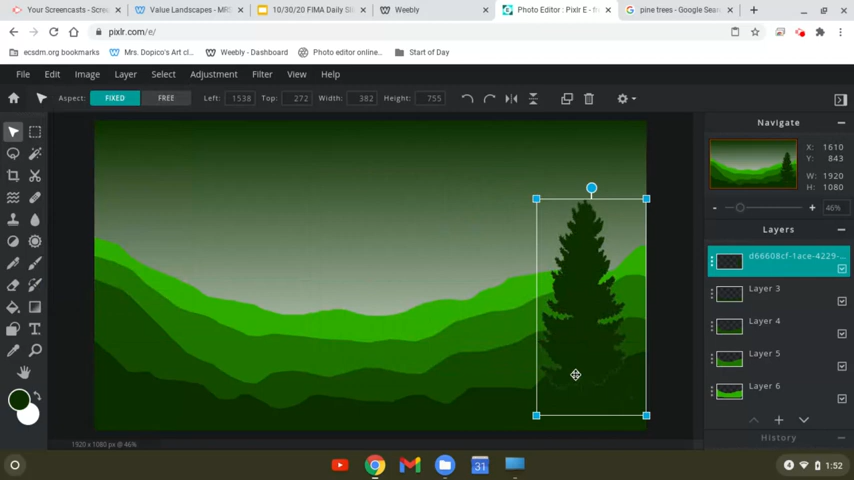 Your Screencasts - Screen
Value Landscapes - MRS
10/30/20 FIMA Daily Sli
Weebly
Photo Editor : Pixlr E - fr
pine trees - Google Sear
pixlr.com/e/
ecsdm.org bookmarks
Mrs. Dopico's Art cl...
Weebly - Dashboard
Photo editor online...
Start of Day
File Edit Image Layer Select Adjustment Filter View Help
Aspect: FIXED FREE Left: 1538 Top: 272 Width: 382 Height: 755
Navigate
X: 1610
Y: 843
W: 1920
H: 1080
- + 46%
Layers
d66608cf-1ace-4229-...
Layer 3
Layer 4
Layer 5
Layer 6
T
1920 x 1080 px @ 46%
History
31
4 1:52